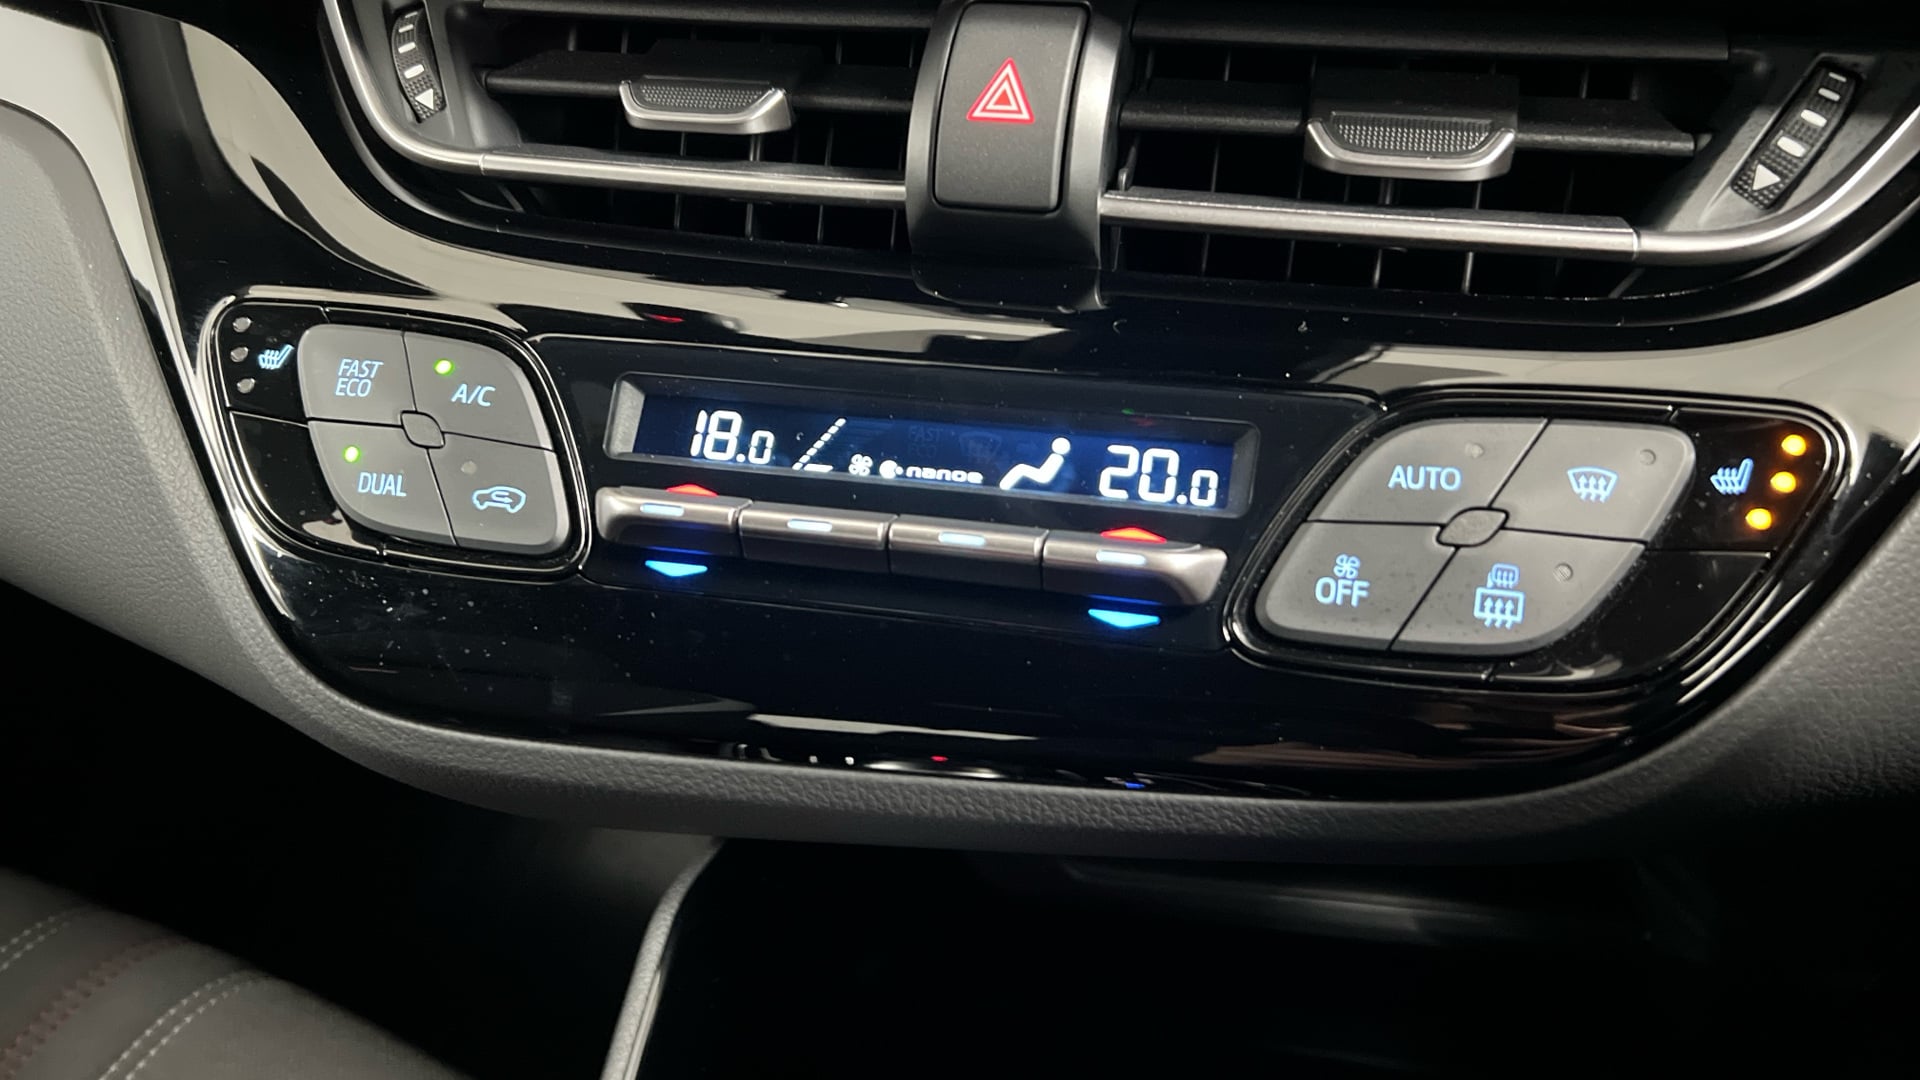 FAST
ECO
A/C
DUAL
18.0
nanoe
20.0
AUTO
OFF